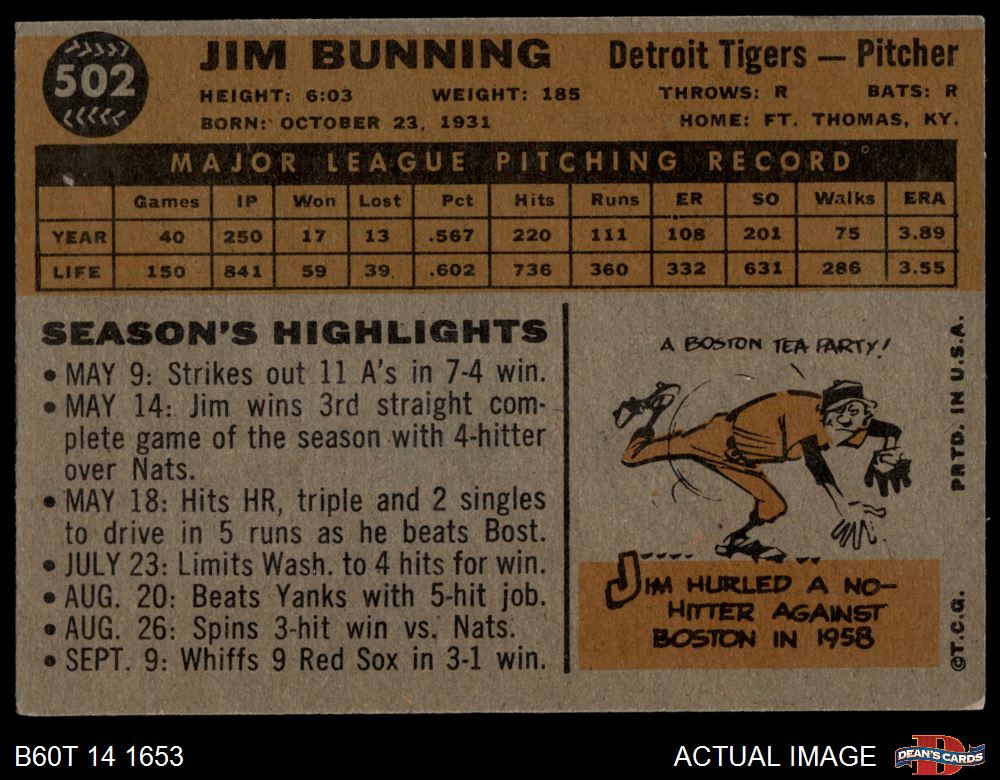 502
JIM BUNNING
Detroit Tigers — Pitcher
HEIGHT: 6:03 WEIGHT: 185 THROWS: R BATS: R
BORN: OCTOBER 23, 1931 HOME: FT. THOMAS, KY.
MAJOR LEAGUE PITCHING RECORD
Games IP Won Lost Pct Hits Runs ER SO Walks ERA
YEAR 40 250 17 13 .567 220 111 108 201 75 3.89
LIFE 150 841 59 39 .602 736 360 332 631 286 3.55
SEASON'S HIGHLIGHTS
• MAY 9: Strikes out 11 A's in 7-4 win.
• MAY 14: Jim wins 3rd straight com-
plete game of the season with 4-hitter
over Nats.
• MAY 18: Hits HR, triple and 2 singles
to drive in 5 runs as he beats Bost.
• JULY 23: Limits Wash. to 4 hits for win.
• AUG. 20: Beats Yanks with 5-hit job.
• AUG. 26: Spins 3-hit win vs. Nats.
• SEPT. 9: Whiffs 9 Red Sox in 3-1 win.
A BOSTON TEA PARTY!
JIM HURLED A NO-
HITTER AGAINST
BOSTON IN 1958
©T.C.G. PRTD. IN U.S.A.
B60T 14 1653
ACTUAL IMAGE
D
DEAN'S CARDS